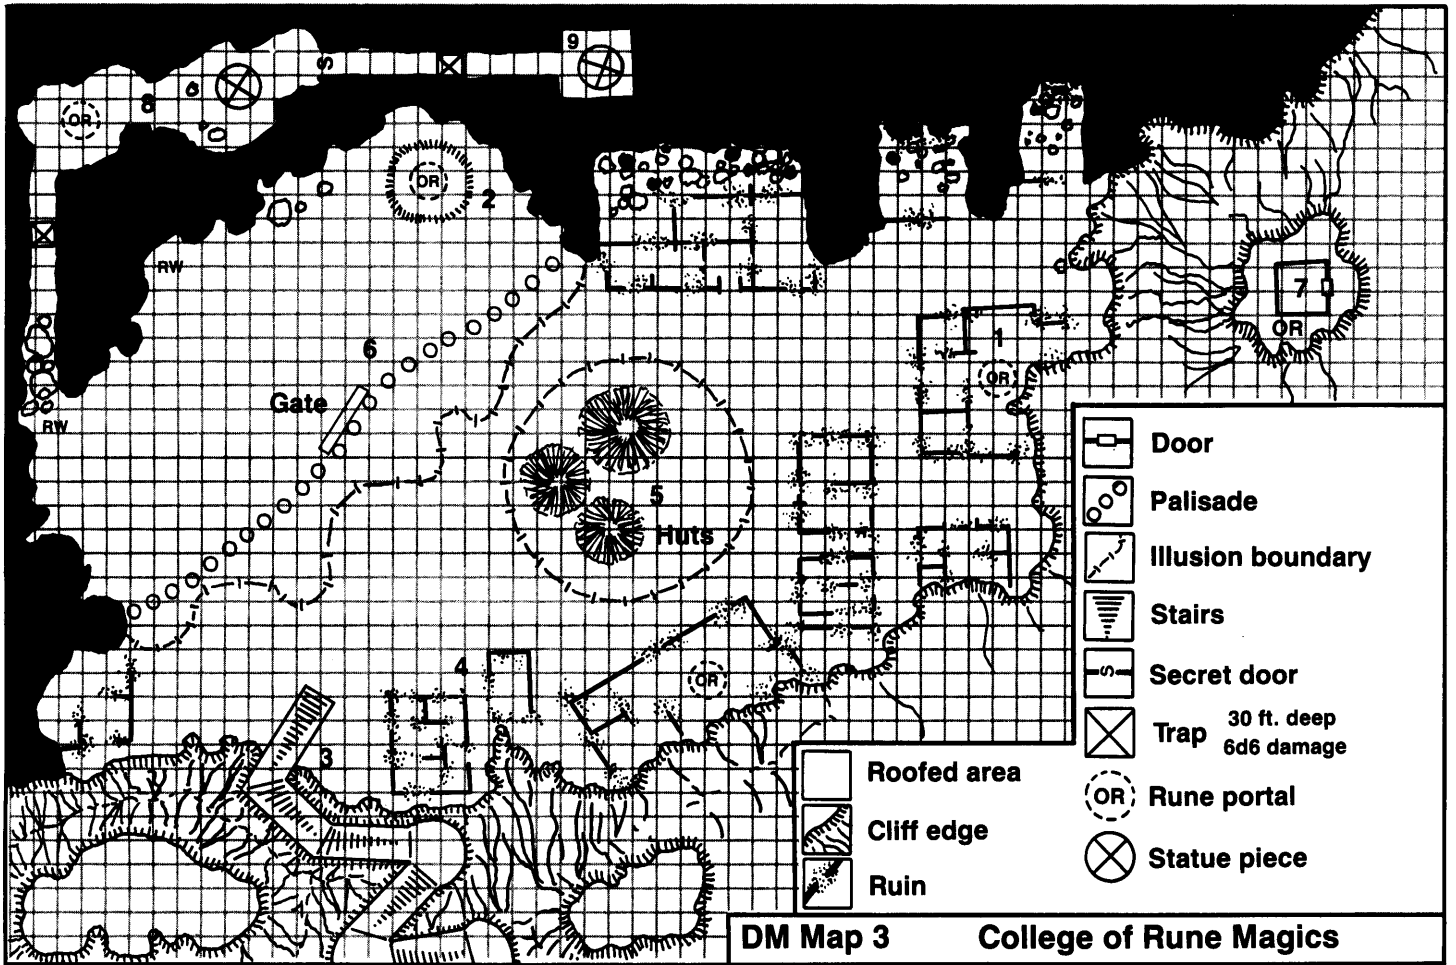 9
S
8
OR
OR
2
RW
7
OR
6
1
OR
Gate
RW
5
Huts
4
OR
3
Door
Palisade
Illusion boundary
Stairs
S
Secret door
Trap
30 ft. deep
6d6 damage
OR
Rune portal
Statue piece
Roofed area
Cliff edge
Ruin
DM Map 3
College of Rune Magics